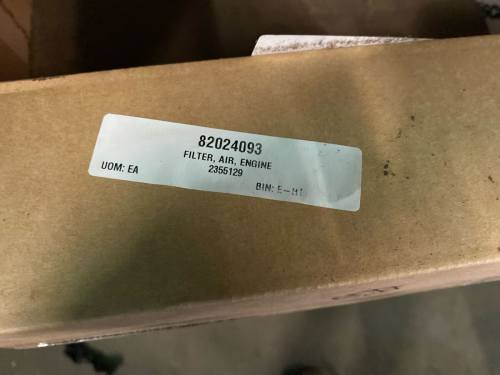 82024093
FILTER, AIR, ENGINE
UOM: EA 2355129
BIN: